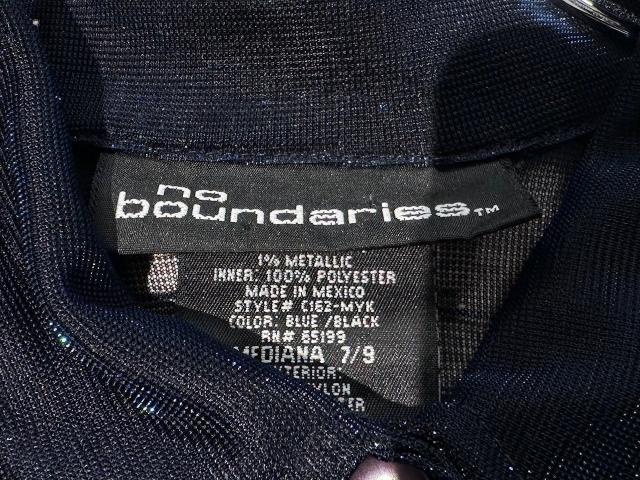 no
boundaries™
1% METALLIC
INNER: 100% POLYESTER
MADE IN MEXICO
STYLE# C162-MYK
COLOR: BLUE /BLACK
RN# 65199
MEDIANA 7/9